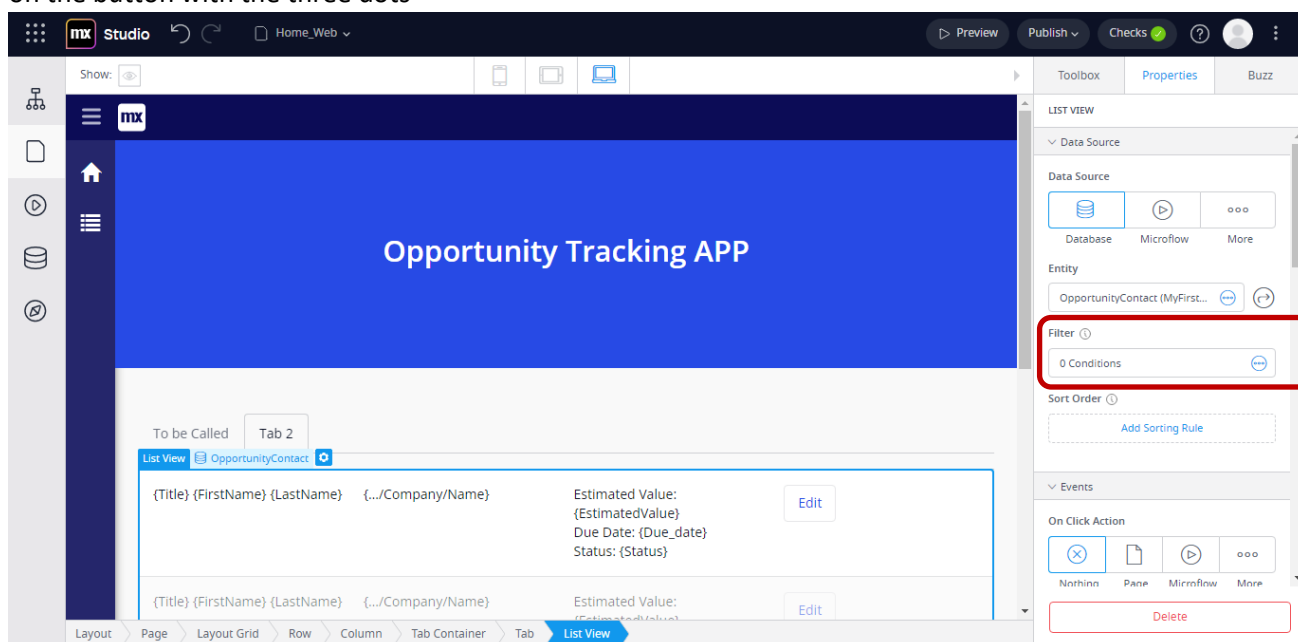 on the button with the three dots
mx Studio Home_Web Preview Publish Checks
Show:
Toolbox Properties Buzz
mx
LIST VIEW
Data Source
Data Source
Database Microflow More
Opportunity Tracking APP
Entity
OpportunityContact (MyFirst...
Filter
0 Conditions
Sort Order
Add Sorting Rule
To be Called Tab 2
List View OpportunityContact
{Title} {FirstName} {LastName} {.../Company/Name} Estimated Value: Edit
{EstimatedValue}
Due Date: {Due_date}
Status: {Status}
Events
On Click Action
Nothing Page Microflow More
{Title} {FirstName} {LastName} {.../Company/Name} Estimated Value: Edit
{EstimatedValue}
Delete
Layout Page Layout Grid Row Column Tab Container Tab List View